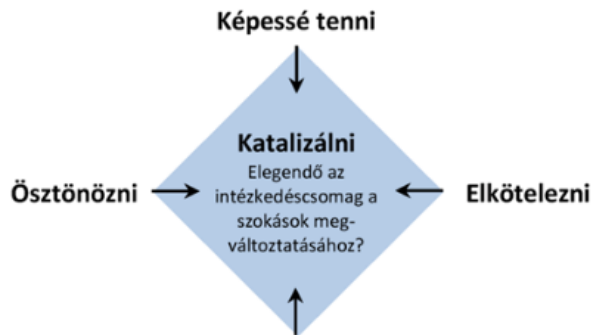 Képessé tenni
Katalizálni
Elegendő az
intézkedéscsomag a
szokások meg-
változtatásához?
Ösztönözni
Elkötelezni